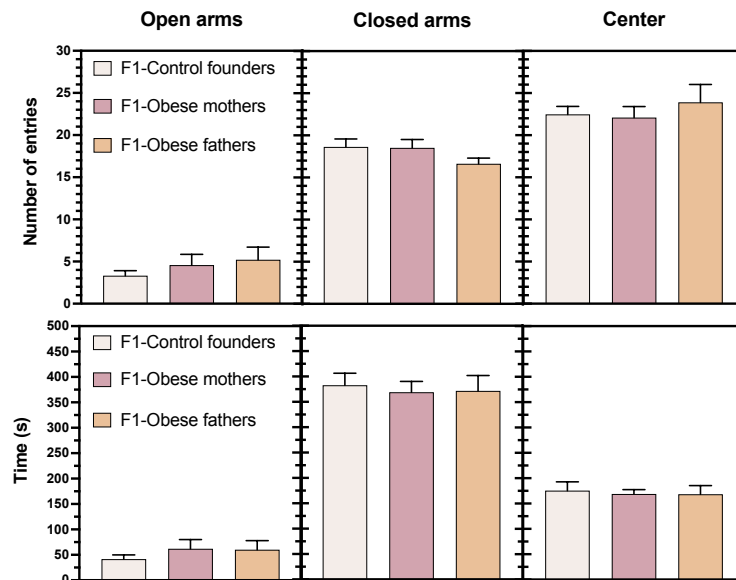 Open arms Closed arms Center
Number of entries
30
25
20
15
10
5
0
F1-Control founders
F1-Obese mothers
F1-Obese fathers
Time (s)
500
450
400
350
300
250
200
150
100
50
0
F1-Control founders
F1-Obese mothers
F1-Obese fathers